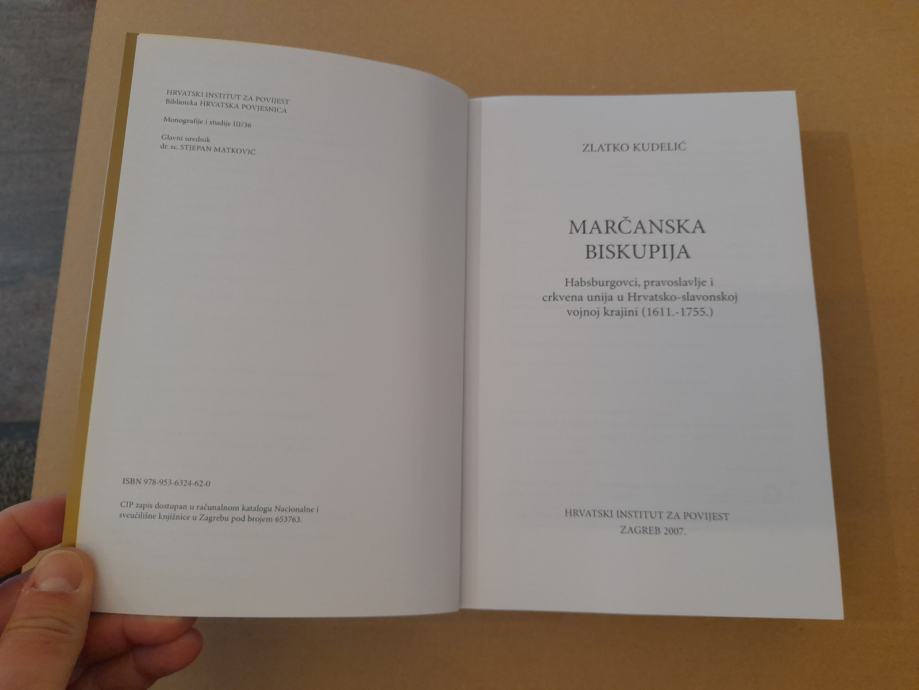 HRVATSKI INSTITUT ZA POVIJEST
Biblioteka HRVATSKA POVJESNICA
Monografije i studije III/36
Glavni urednik
dr. sc. STJEPAN MATKOVIĆ
ISBN 978-953-6324-62-0
CIP zapis dostupan u računalnom katalogu Nacionalne i
sveučilišne knjižnice u Zagrebu pod brojem 653763.
ZLATKO KUDELIĆ
MARČANSKA
BISKUPIJA
Habsburgovci, pravoslavlje i
crkvena unija u Hrvatsko-slavonskoj
vojnoj krajini (1611.-1755.)
HRVATSKI INSTITUT ZA POVIJEST
ZAGREB 2007.